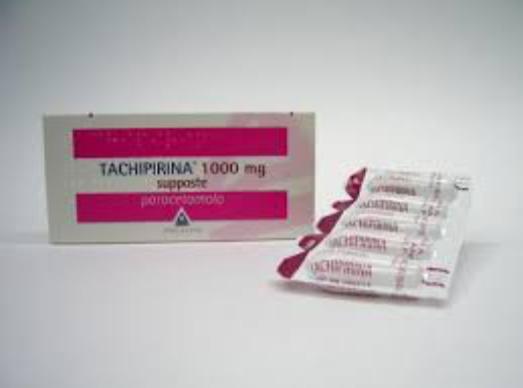 TACHIPIRINA® 1000 mg
supposte
paracetamolo
TACHIPIRINA
TACHIPIRINA
TACHIPIRINA
TACHIPIRINA